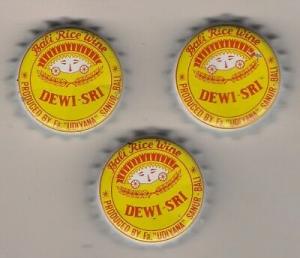 Bali Rice Wine
DEWI-SRI
PRODUCED BY Fa. "UDIYANA" SANUR-BALI
Bali Rice Wine
DEWI-SRI
PRODUCED BY Fa. "UDIYANA" SANUR-BALI
Bali Rice Wine
DEWI-SRI
PRODUCED BY Fa. "UDIYANA" SANUR-BALI